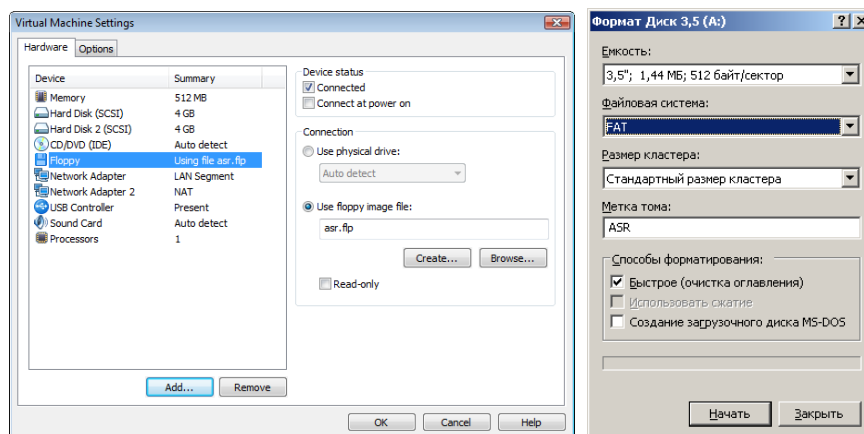 Virtual Machine Settings
Hardware Options
Device Summary
Memory 512 MB
Hard Disk (SCSI) 4 GB
Hard Disk 2 (SCSI) 4 GB
CD/DVD (IDE) Auto detect
Floppy Using file asr.flp
Network Adapter LAN Segment
Network Adapter 2 NAT
USB Controller Present
Sound Card Auto detect
Processors 1
Add... Remove
Device status
Connected
Connect at power on
Connection
Use physical drive:
Auto detect
Use floppy image file:
asr.flp
Create... Browse...
Read-only
OK Cancel Help
Формат Диск 3,5 (A:)
Емкость:
3,5"; 1,44 МБ; 512 байт/сектор
Файловая система:
FAT
Размер кластера:
Стандартный размер кластера
Метка тома:
ASR
Способы форматирования:
Быстрое (очистка оглавления)
Использовать сжатие
Создание загрузочного диска MS-DOS
Начать Закрыть